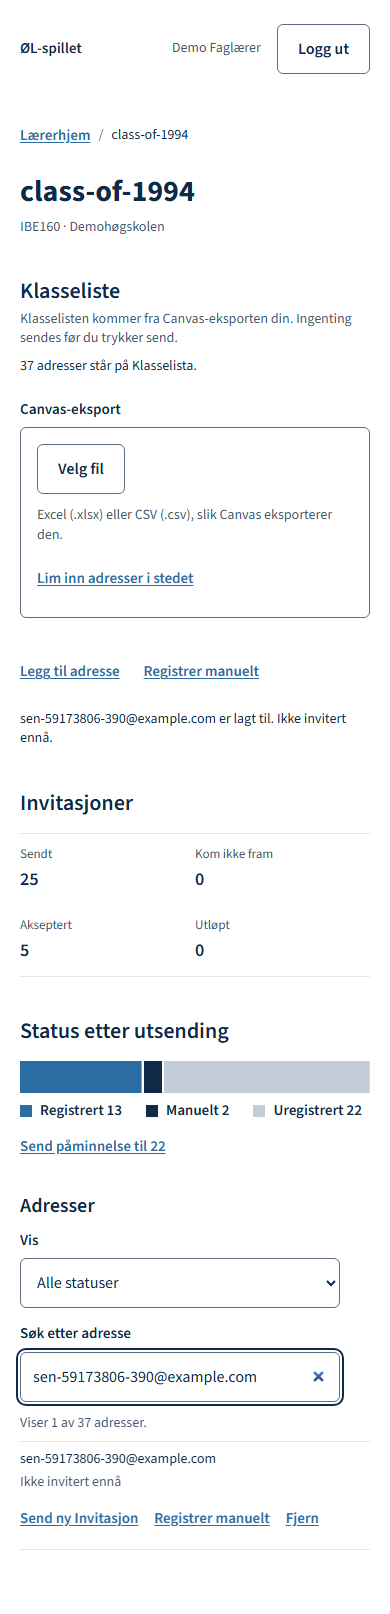 ØL-spillet
Demo Faglærer
Logg ut
Lærerhjem / class-of-1994
class-of-1994
IBE160 · Demohøgskolen
Klasseliste
Klasselisten kommer fra Canvas-eksporten din. Ingenting
sendes før du trykker send.
37 adresser står på Klasselista.
Canvas-eksport
Velg fil
Excel (.xlsx) eller CSV (.csv), slik Canvas eksporterer
den.
Lim inn adresser i stedet
Legg til adresse
Registrer manuelt
sen-59173806-390@example.com er lagt til. Ikke invitert
ennå.
Invitasjoner
Sendt
Kom ikke fram
25
0
Akseptert
Utløpt
5
0
Status etter utsending
Registrert 13
Manuelt 2
Uregistrert 22
Send påminnelse til 22
Adresser
Vis
Alle statuser
Søk etter adresse
sen-59173806-390@example.com
Viser 1 av 37 adresser.
sen-59173806-390@example.com
Ikke invitert ennå
Send ny Invitasjon
Registrer manuelt
Fjern